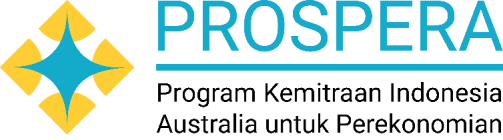 PROSPERA
Program Kemitraan Indonesia
Australia untuk Perekonomian